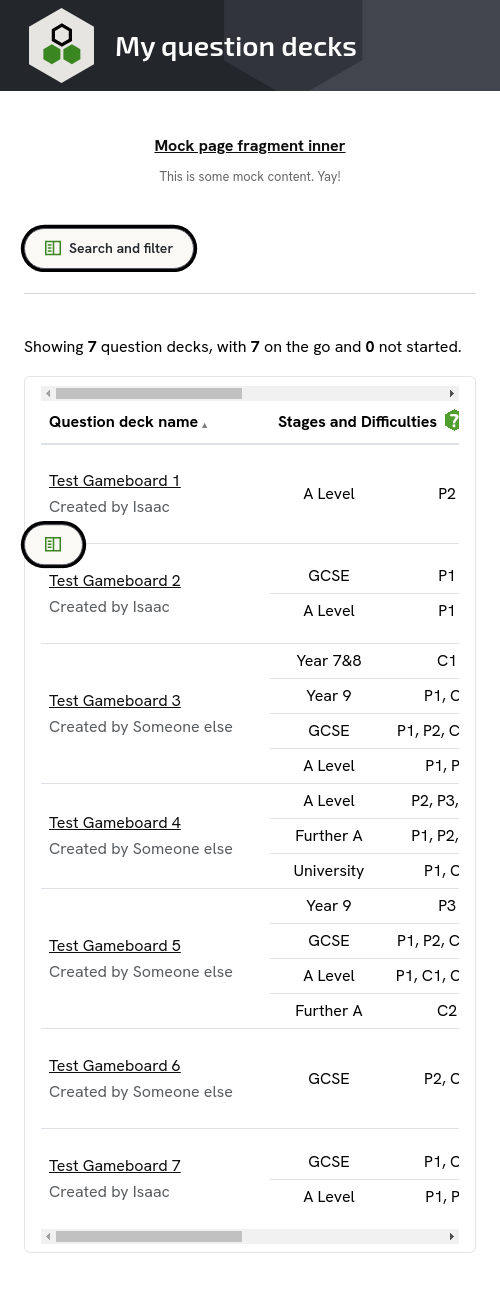 My question decks
Mock page fragment inner
This is some mock content. Yay!
Search and filter
Showing 7 question decks, with 7 on the go and 0 not started.
Question deck name ▴ Stages and Difficulties ?
Test Gameboard 1
Created by Isaac
A Level P2
Test Gameboard 2
Created by Isaac
GCSE P1
A Level P1
Test Gameboard 3
Created by Someone else
Year 7&8 C1
Year 9 P1, C
GCSE P1, P2, C
A Level P1, P
Test Gameboard 4
Created by Someone else
A Level P2, P3,
Further A P1, P2,
University P1, C
Test Gameboard 5
Created by Someone else
Year 9 P3
GCSE P1, P2, C
A Level P1, C1, C
Further A C2
Test Gameboard 6
Created by Someone else
GCSE P2, C
Test Gameboard 7
Created by Isaac
GCSE P1, C
A Level P1, P